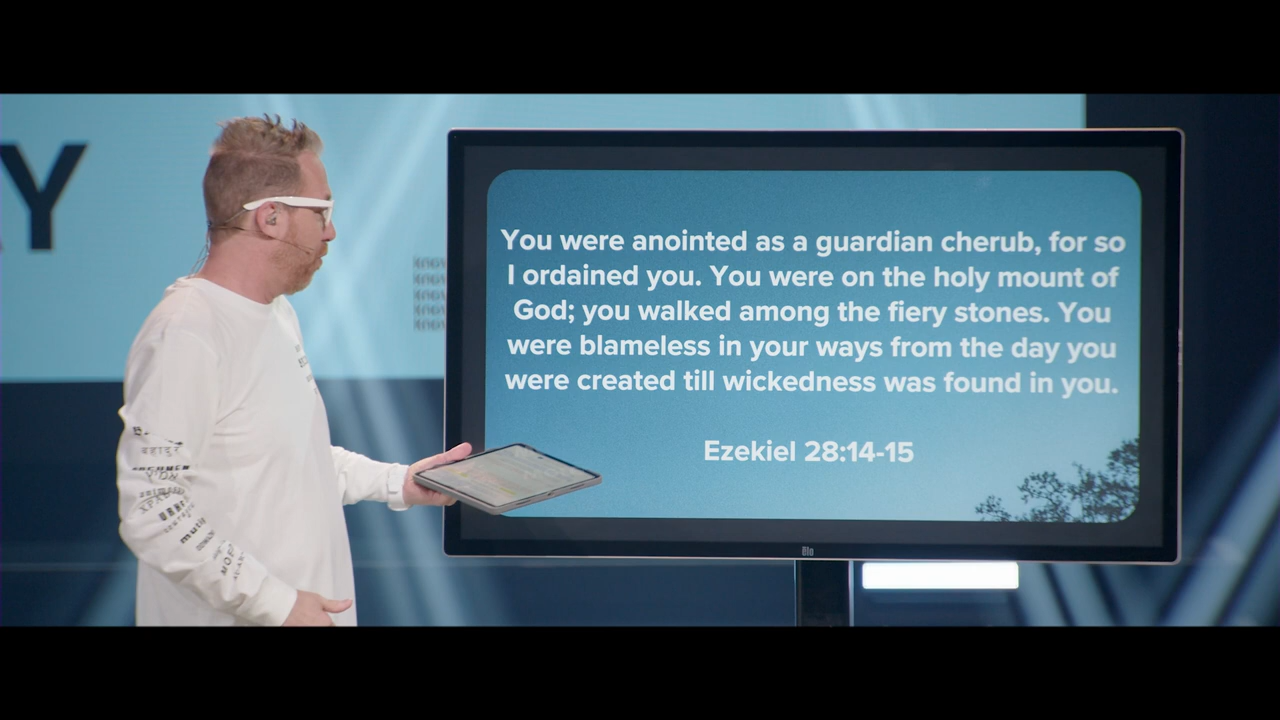 Y
You were anointed as a guardian cherub, for so
I ordained you. You were on the holy mount of
God; you walked among the fiery stones. You
were blameless in your ways from the day you
were created till wickedness was found in you.
Ezekiel 28:14-15
बहादुर
elo